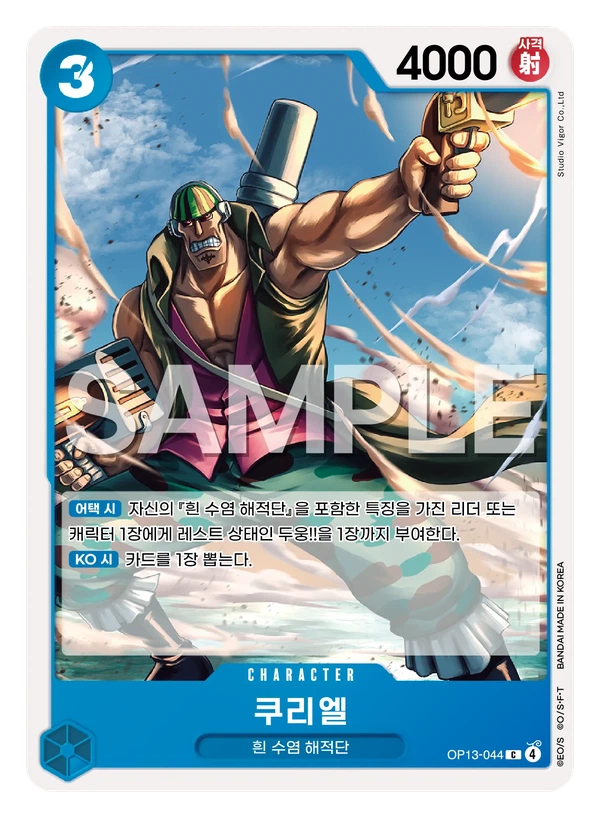 3
4000
사격
射
Studio Vigor Co.,Ltd
SAMPLE
어택 시 자신의 『흰 수염 해적단』을 포함한 특징을 가진 리더 또는
캐릭터 1장에게 레스트 상태인 두웅!!을 1장까지 부여한다.
KO 시 카드를 1장 뽑는다.
CHARACTER
쿠리엘
흰 수염 해적단
OP13-044 C 4
©EO/S ©O/S·F·T BANDAI MADE IN KOREA